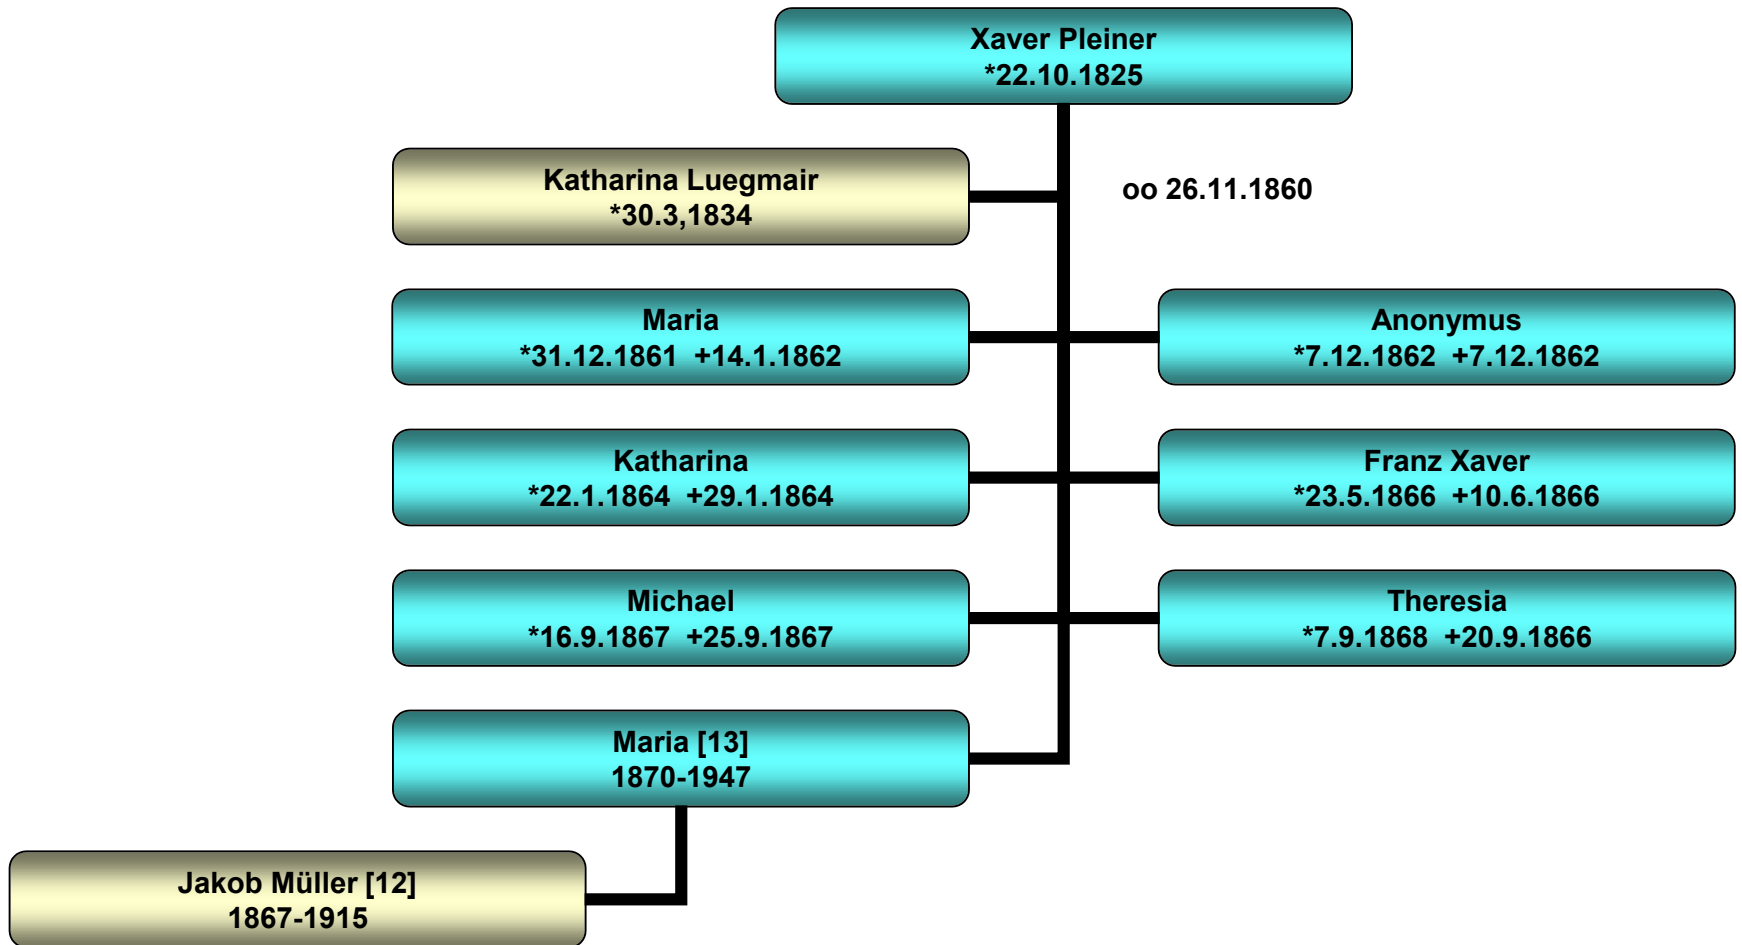 Xaver Pleiner
*22.10.1825
Katharina Luegmair
*30.3,1834
oo 26.11.1860
Maria
*31.12.1861  +14.1.1862
Anonymus
*7.12.1862  +7.12.1862
Katharina
*22.1.1864  +29.1.1864
Franz Xaver
*23.5.1866  +10.6.1866
Michael
*16.9.1867  +25.9.1867
Theresia
*7.9.1868  +20.9.1866
Maria [13]
1870-1947
Jakob Müller [12]
1867-1915